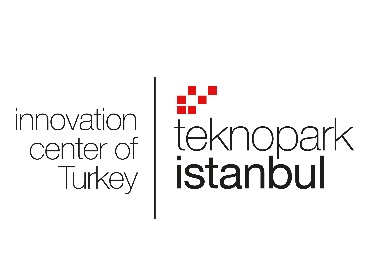 innovation
center of
Turkey
teknopark
istanbul